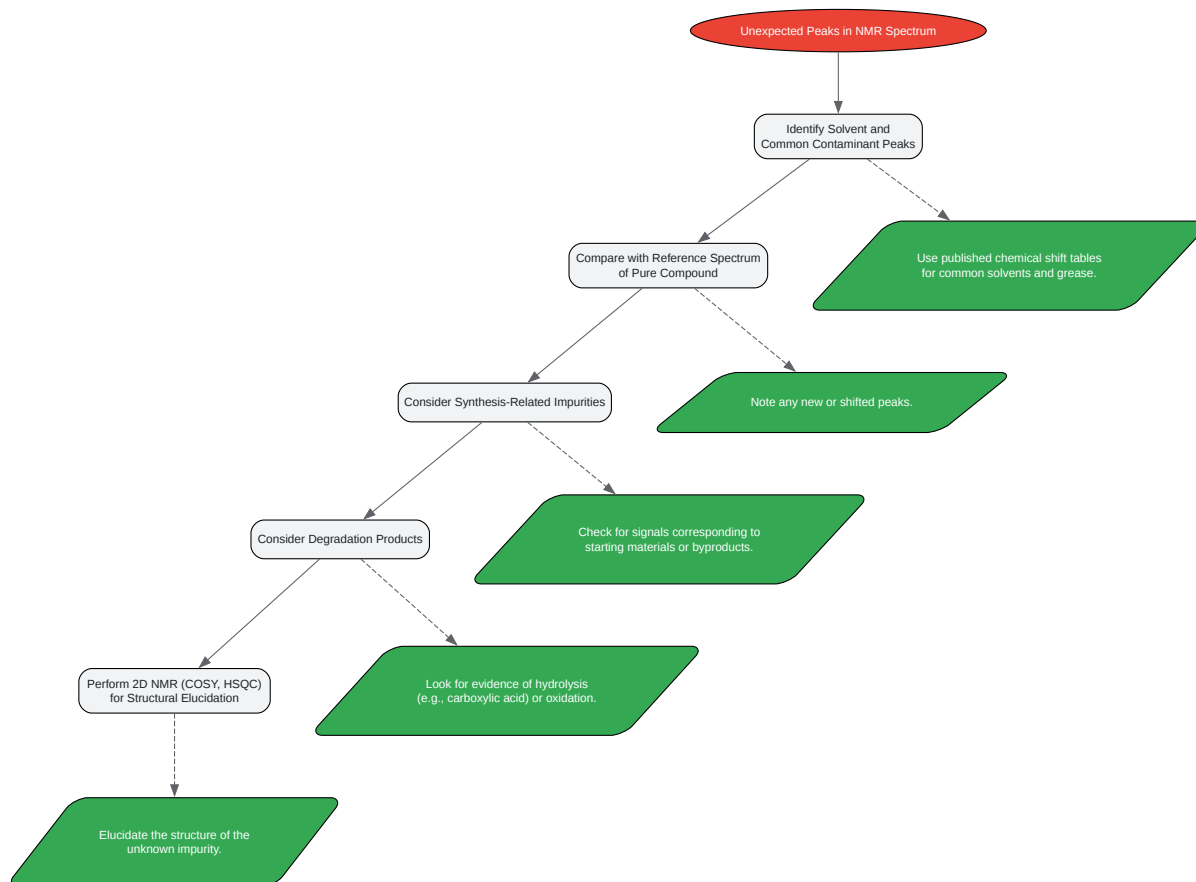 Unexpected Peaks in NMR Spectrum
Identify Solvent and
Common Contaminant Peaks
Use published chemical shift tables
for common solvents and grease.
Compare with Reference Spectrum
of Pure Compound
Note any new or shifted peaks.
Consider Synthesis-Related Impurities
Check for signals corresponding to
starting materials or byproducts.
Consider Degradation Products
Look for evidence of hydrolysis
(e.g., carboxylic acid) or oxidation.
Perform 2D NMR (COSY, HSQC)
for Structural Elucidation
Elucidate the structure of the
unknown impurity.